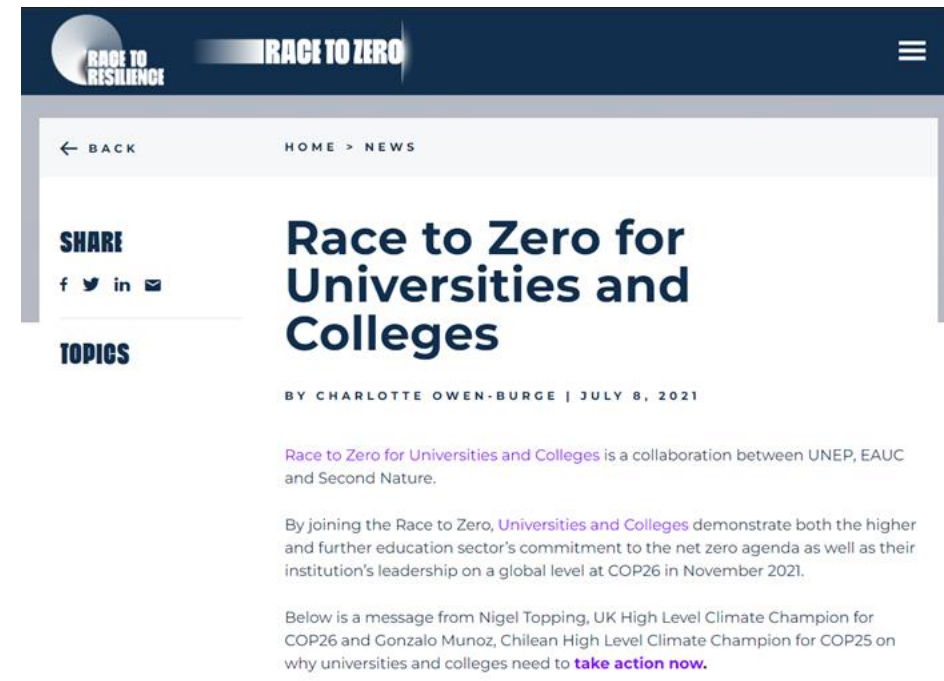 RACE TO
RESILIENCE
RACE TO ZERO
← BACK
HOME > NEWS
SHARE
TOPICS
Race to Zero for
Universities and
Colleges
BY CHARLOTTE OWEN-BURGE | JULY 8, 2021
Race to Zero for Universities and Colleges is a collaboration between UNEP, EAUC
and Second Nature.
By joining the Race to Zero, Universities and Colleges demonstrate both the higher
and further education sector's commitment to the net zero agenda as well as their
institution's leadership on a global level at COP26 in November 2021.
Below is a message from Nigel Topping, UK High Level Climate Champion for
COP26 and Gonzalo Munoz, Chilean High Level Climate Champion for COP25 on
why universities and colleges need to take action now.